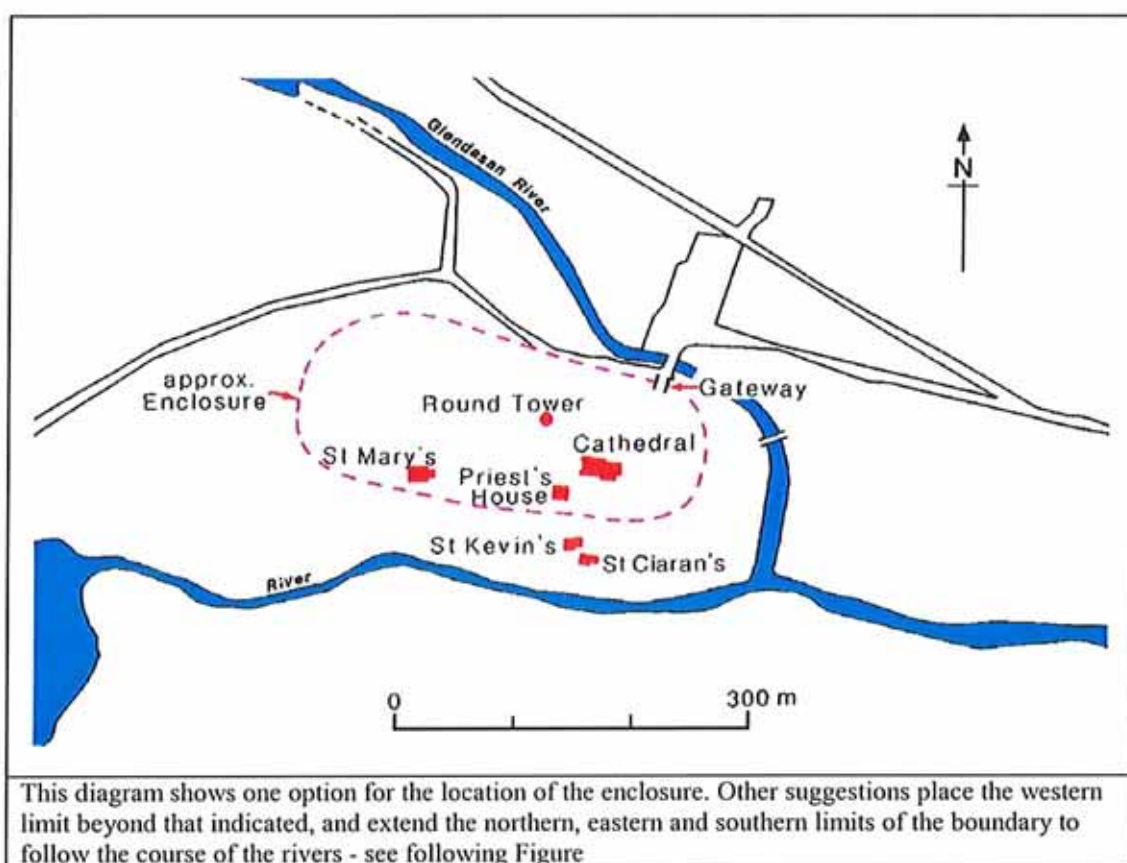 Glendasan River
N
approx.
Enclosure
Gateway
Round Tower
Cathedral
St Mary's
Priest's
House
St Kevin's
St Ciaran's
River
0
300 m
This diagram shows one option for the location of the enclosure. Other suggestions place the western
limit beyond that indicated, and extend the northern, eastern and southern limits of the boundary to
follow the course of the rivers - see following Figure